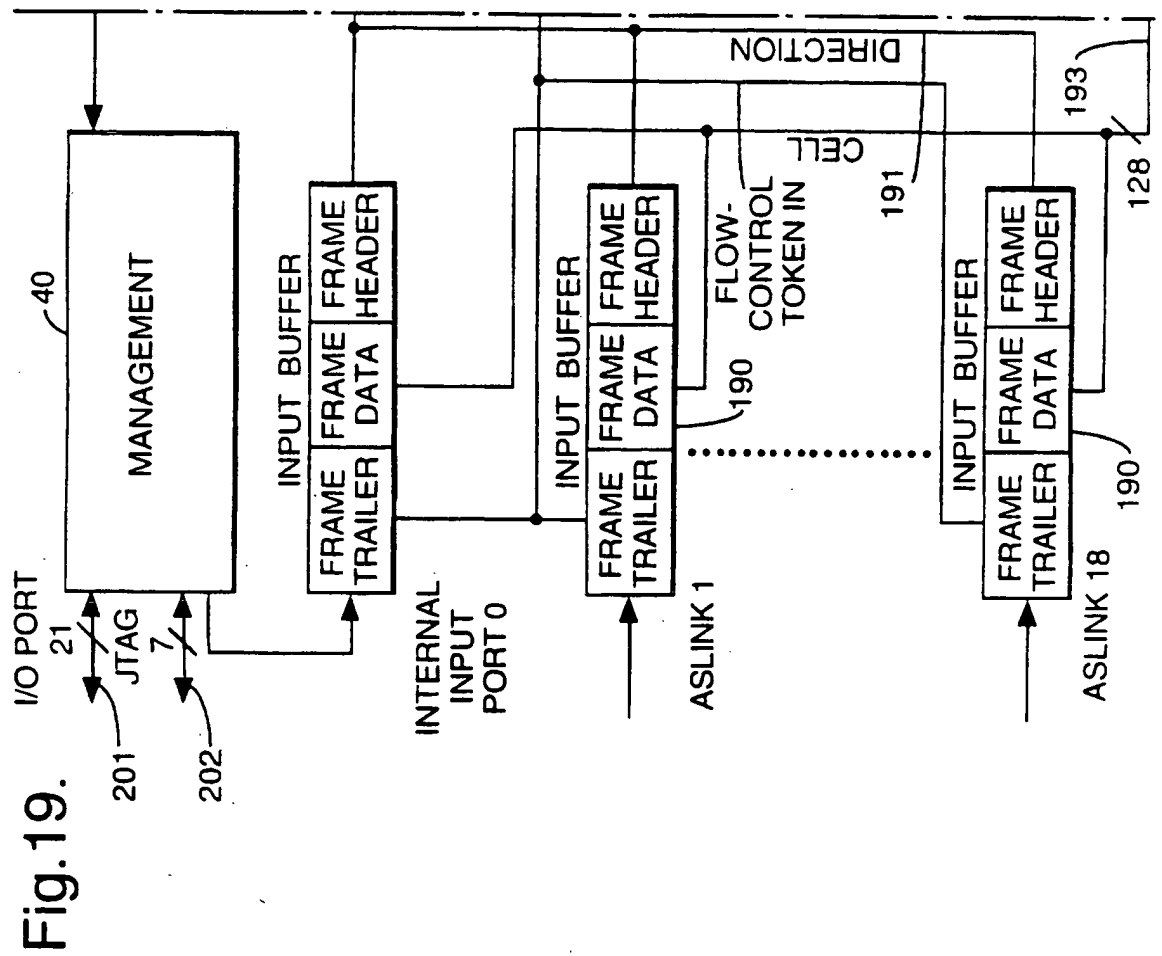 Fig.19.
I/O PORT
21
JTAG
7
201
202
40
MANAGEMENT
INPUT BUFFER
FRAME TRAILER
FRAME DATA
FRAME HEADER
INTERNAL
INPUT
PORT 0
INPUT BUFFER
FRAME TRAILER
FRAME DATA
FRAME HEADER
190
ASLINK 1
FLOW-
CONTROL
TOKEN IN
CELL
DIRECTION
191
193
128
INPUT BUFFER
FRAME TRAILER
FRAME DATA
FRAME HEADER
190
ASLINK 18